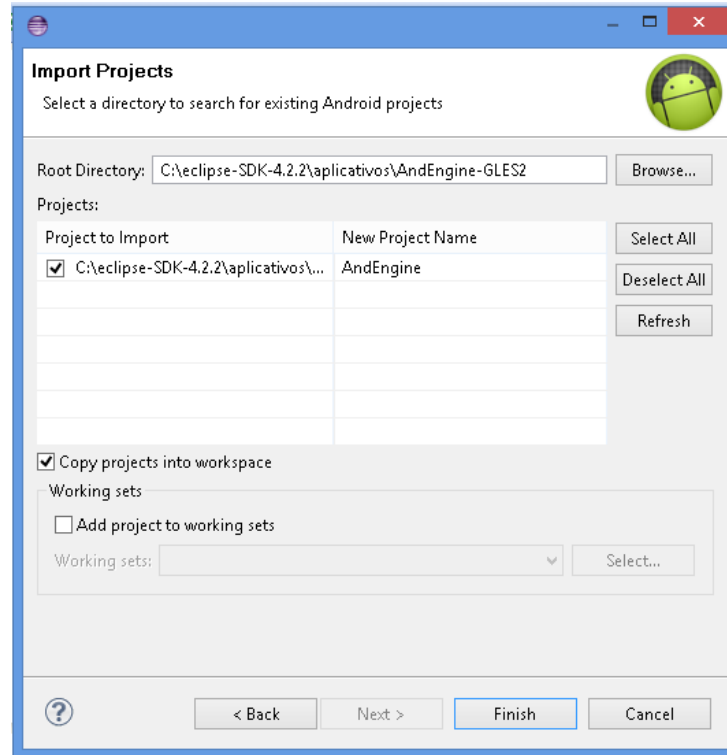 Import Projects
Select a directory to search for existing Android projects
Root Directory: C:\eclipse-SDK-4.2.2\aplicativos\AndEngine-GLES2 Browse...
Projects:
Project to Import New Project Name Select All
C:\eclipse-SDK-4.2.2\aplicativos\... AndEngine
Deselect All
Refresh
Copy projects into workspace
Working sets
Add project to working sets
Working sets: Select...
? < Back Next > Finish Cancel